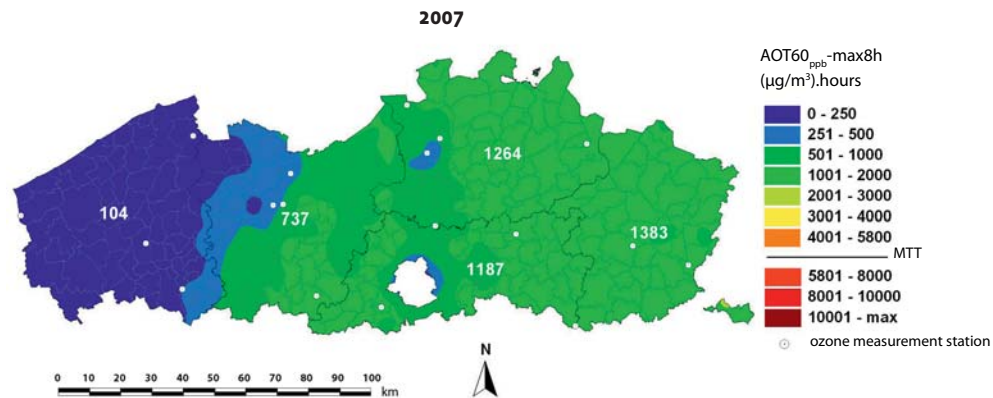 2007
AOT60ppb-max8h
(µg/m³).hours
0 - 250
251 - 500
501 - 1000
1001 - 2000
2001 - 3000
3001 - 4000
4001 - 5800
MTT
5801 - 8000
8001 - 10000
10001 - max
ozone measurement station
104
737
1264
1187
1383
N
0 10 20 30 40 50 60 70 80 90 100
km